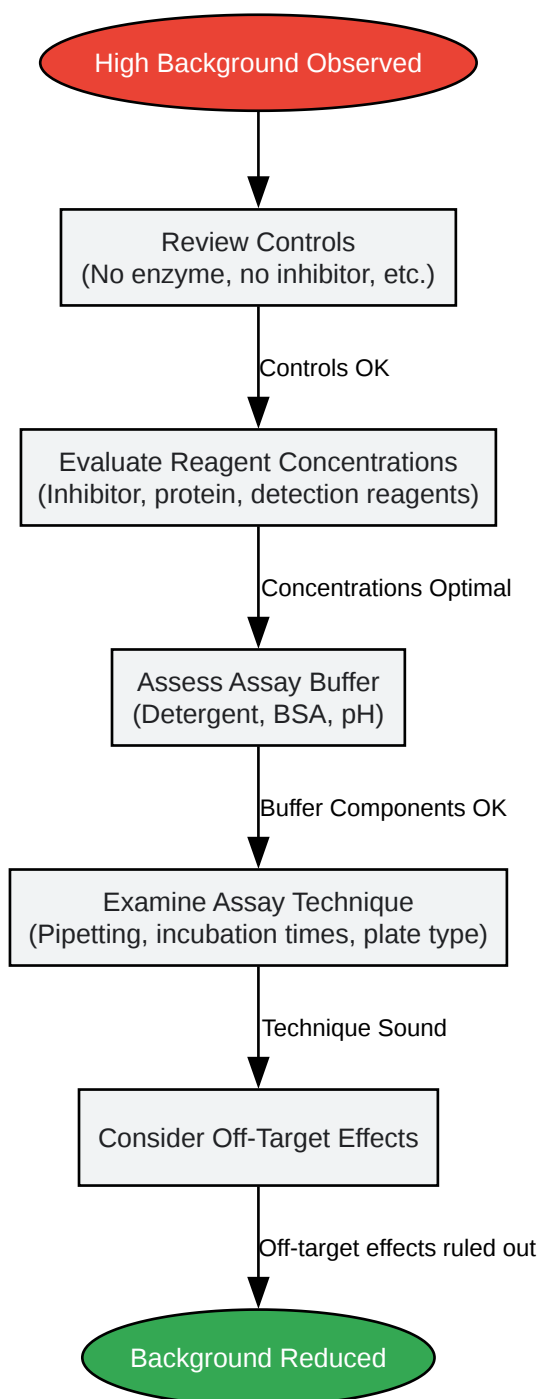 High Background Observed
Review Controls
(No enzyme, no inhibitor, etc.)
Controls OK
Evaluate Reagent Concentrations
(Inhibitor, protein, detection reagents)
Concentrations Optimal
Assess Assay Buffer
(Detergent, BSA, pH)
Buffer Components OK
Examine Assay Technique
(Pipetting, incubation times, plate type)
Technique Sound
Consider Off-Target Effects
Off-target effects ruled out
Background Reduced